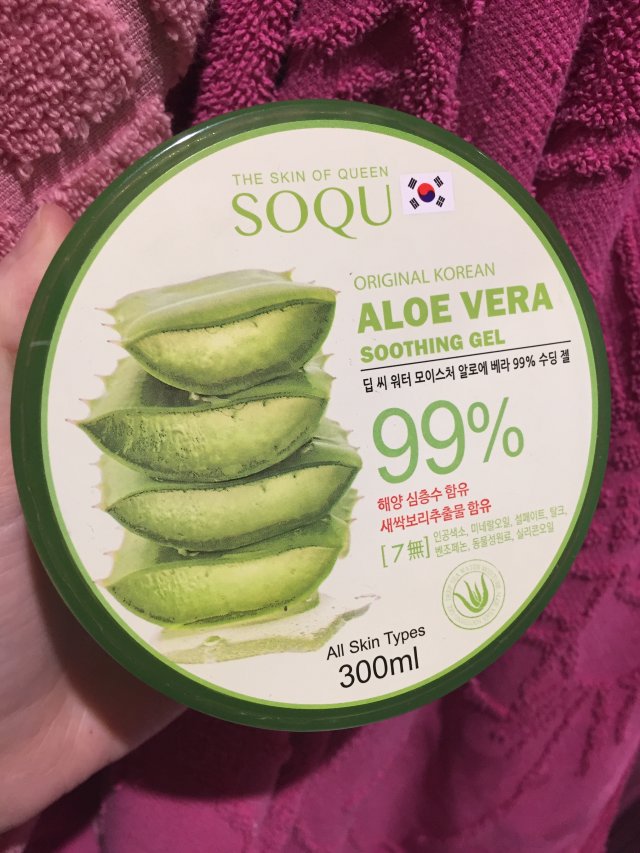 THE SKIN OF QUEEN
SOQU
ORIGINAL KOREAN
ALOE VERA
SOOTHING GEL
딥 씨 워터 모이스처 알로에 베라 99% 수딩 젤
99%
해양 심층수 함유
새싹보리추출물 함유
[7無] 인공색소, 미네랄오일, 설페이트, 탈크,
벤조페논, 동물성원료, 실리콘오일
All Skin Types
300ml